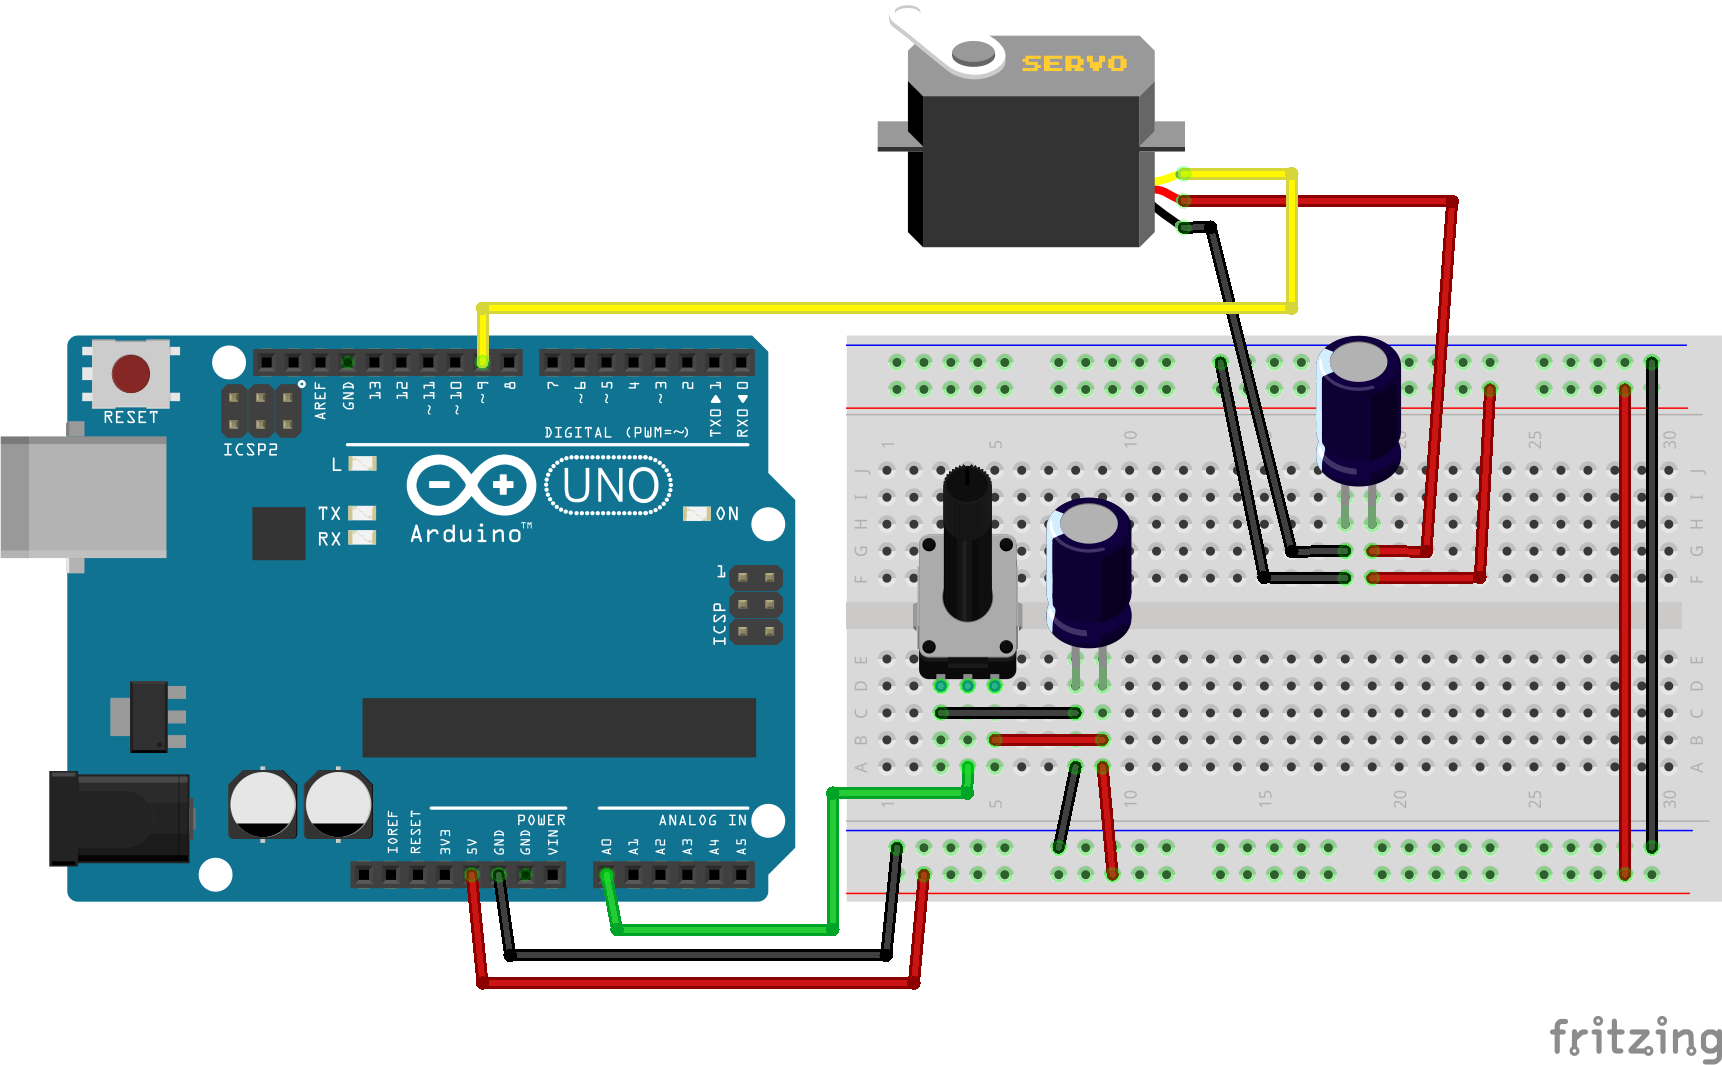 SERVO
RESET
ICSP2
AREF
GND
13
12
~11
~10
~9
8
7
~6
~5
4
~3
2
TX0▶1
RX0◀0
DIGITAL (PWM=~)
L
TX
RX
UNO
Arduino™
ON
1
ICSP
IOREF
RESET
3V3
5V
GND
GND
VIN
POWER
A0
A1
A2
A3
A4
A5
ANALOG IN
1
5
10
20
25
30
J
I
H
G
F
J
I
H
G
F
E
D
C
B
A
E
D
C
B
A
1
5
10
15
20
25
30
fritzing